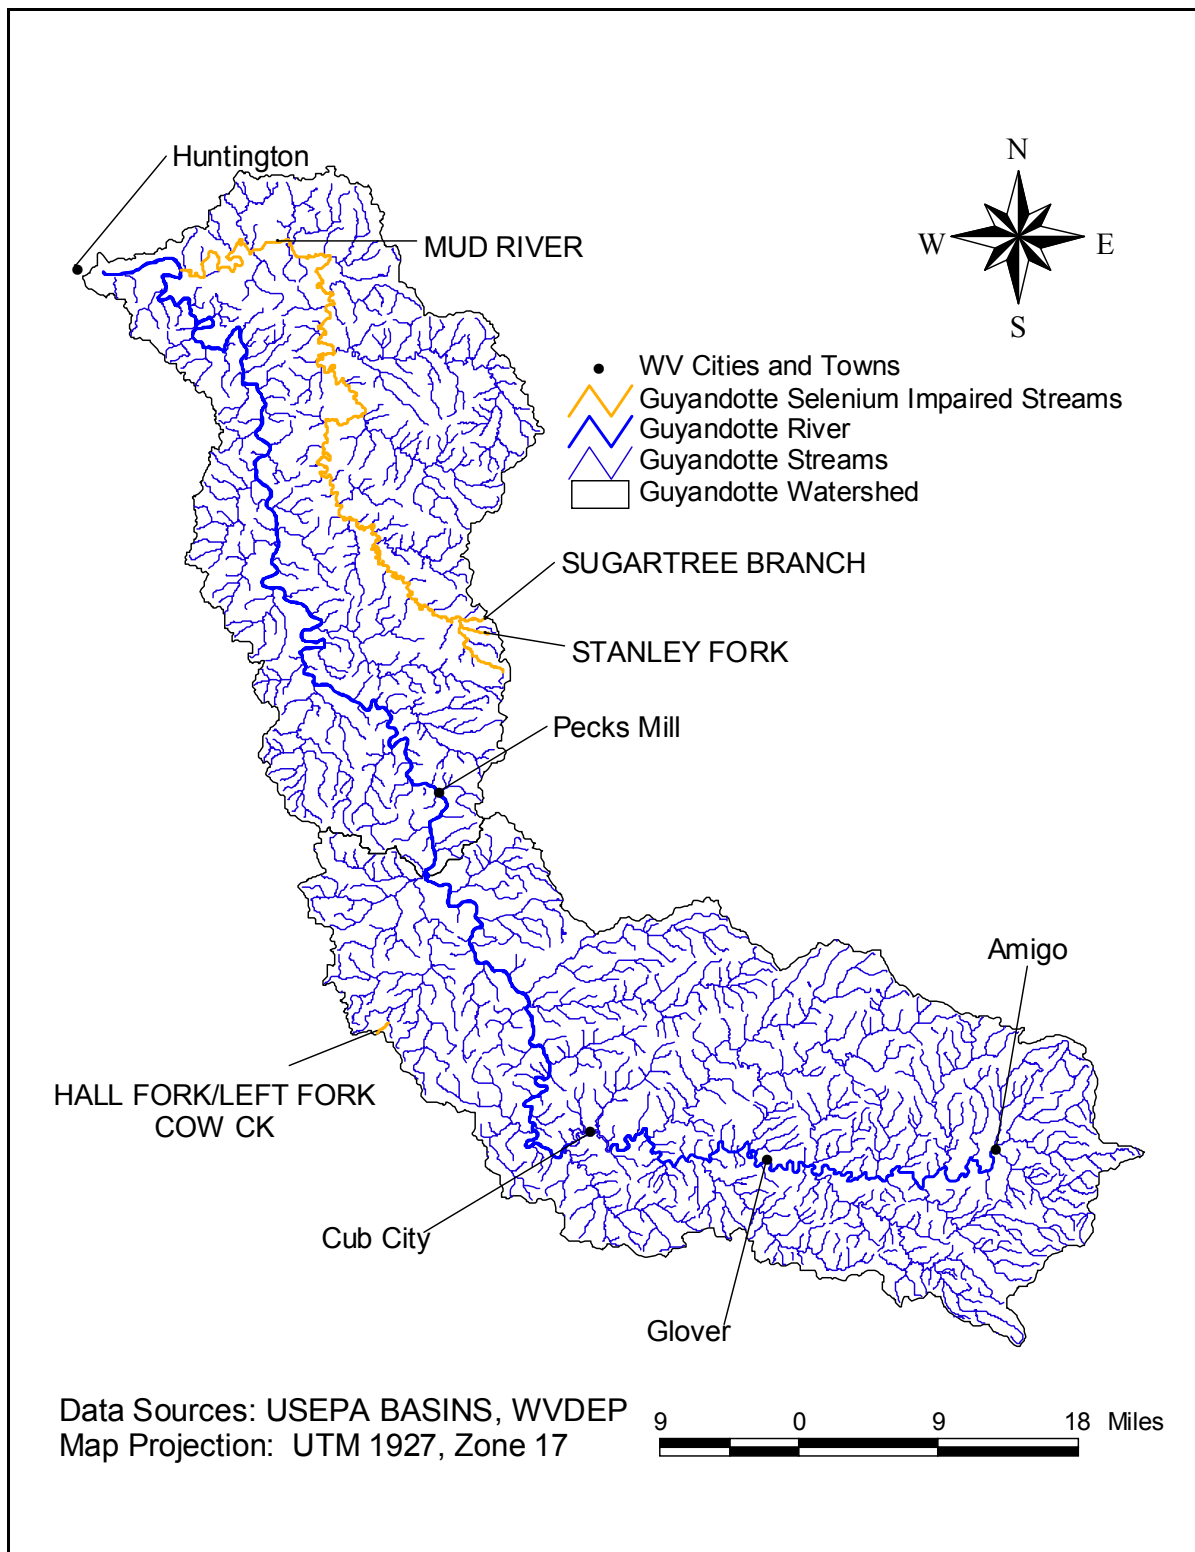 Huntington
N
MUD RIVER
W
E
S
WV Cities and Towns
Guyandotte Selenium Impaired Streams
Guyandotte River
Guyandotte Streams
Guyandotte Watershed
SUGARTREE BRANCH
STANLEY FORK
Pecks Mill
Amigo
HALL FORK/LEFT FORK
COW CK
Cub City
Glover
Data Sources: USEPA BASINS, WVDEP
Map Projection: UTM 1927, Zone 17
9 0 9 18 Miles